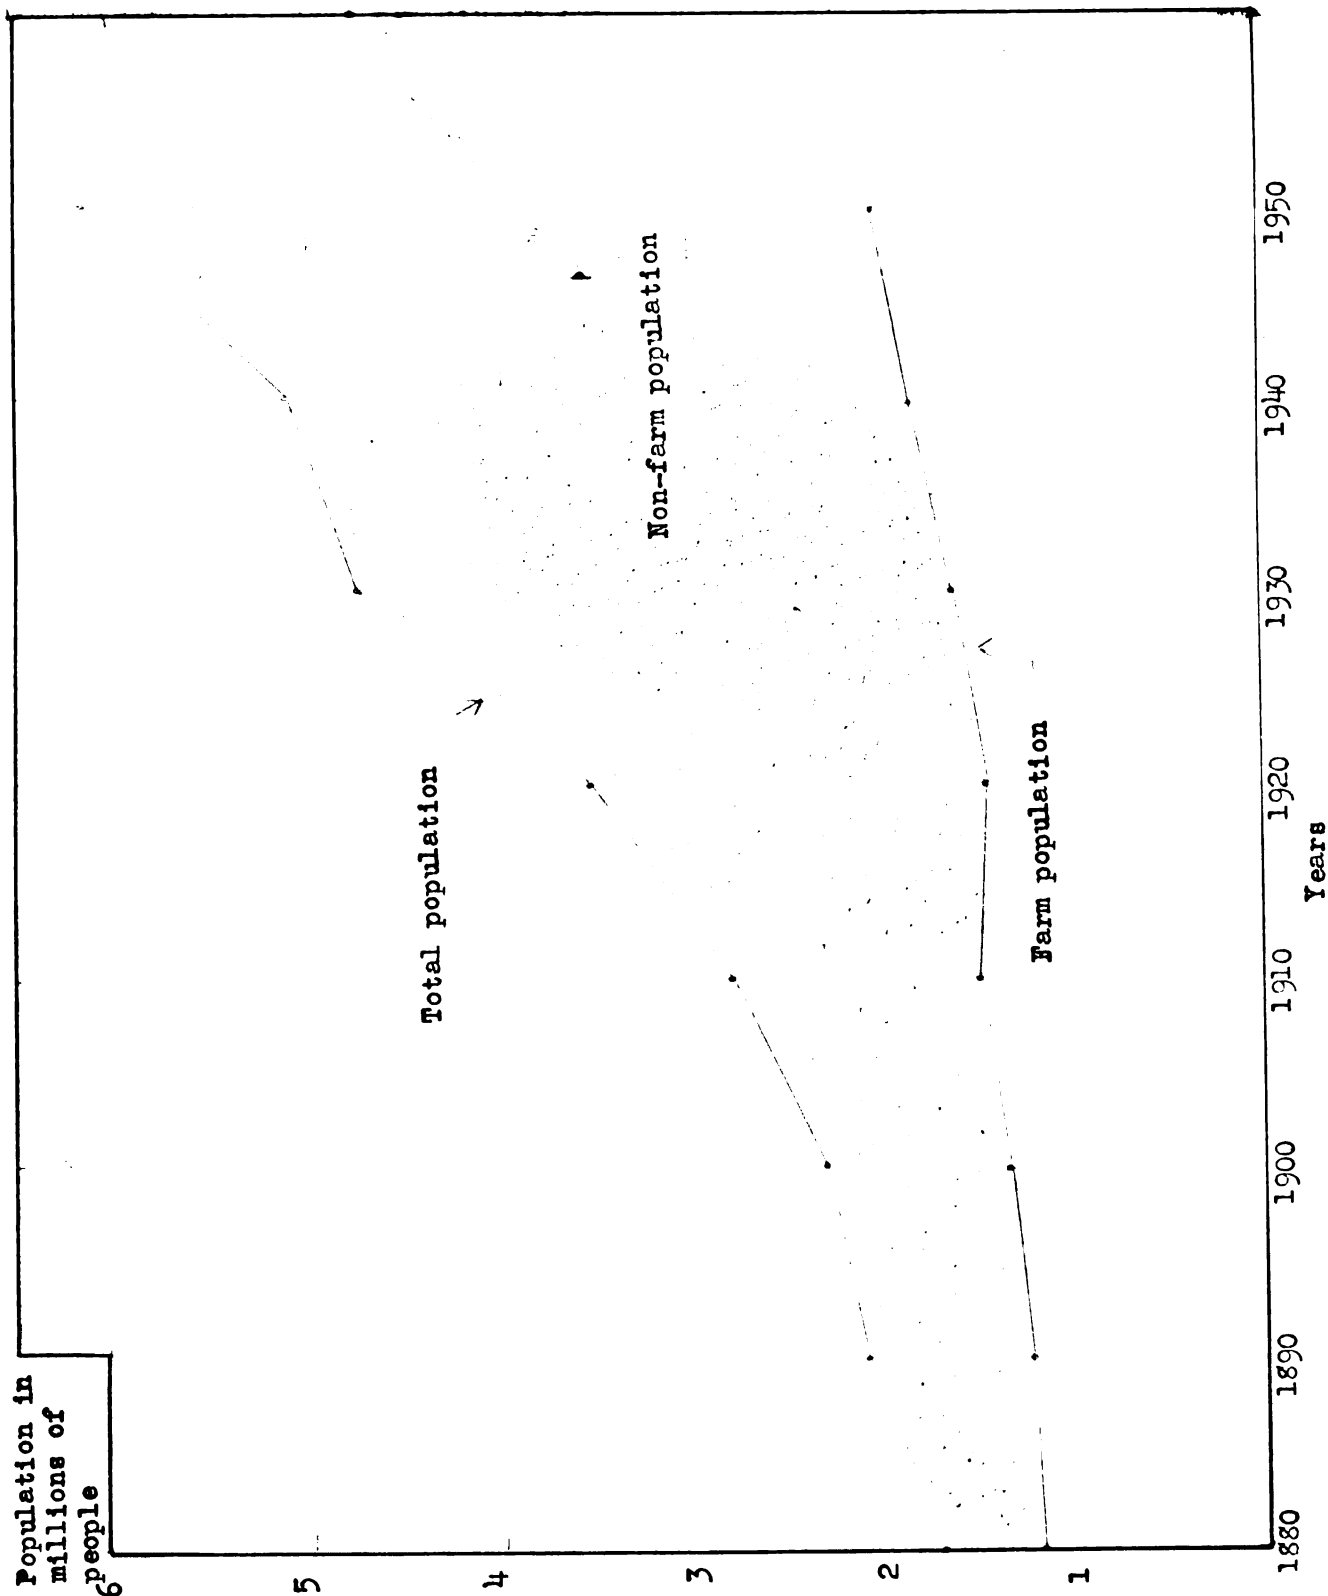 Population in
millions of
people
6
5
4
3
2
1
Total population
Non-farm population
Farm population
1880
1890
1900
1910
1920
1930
1940
1950
Years